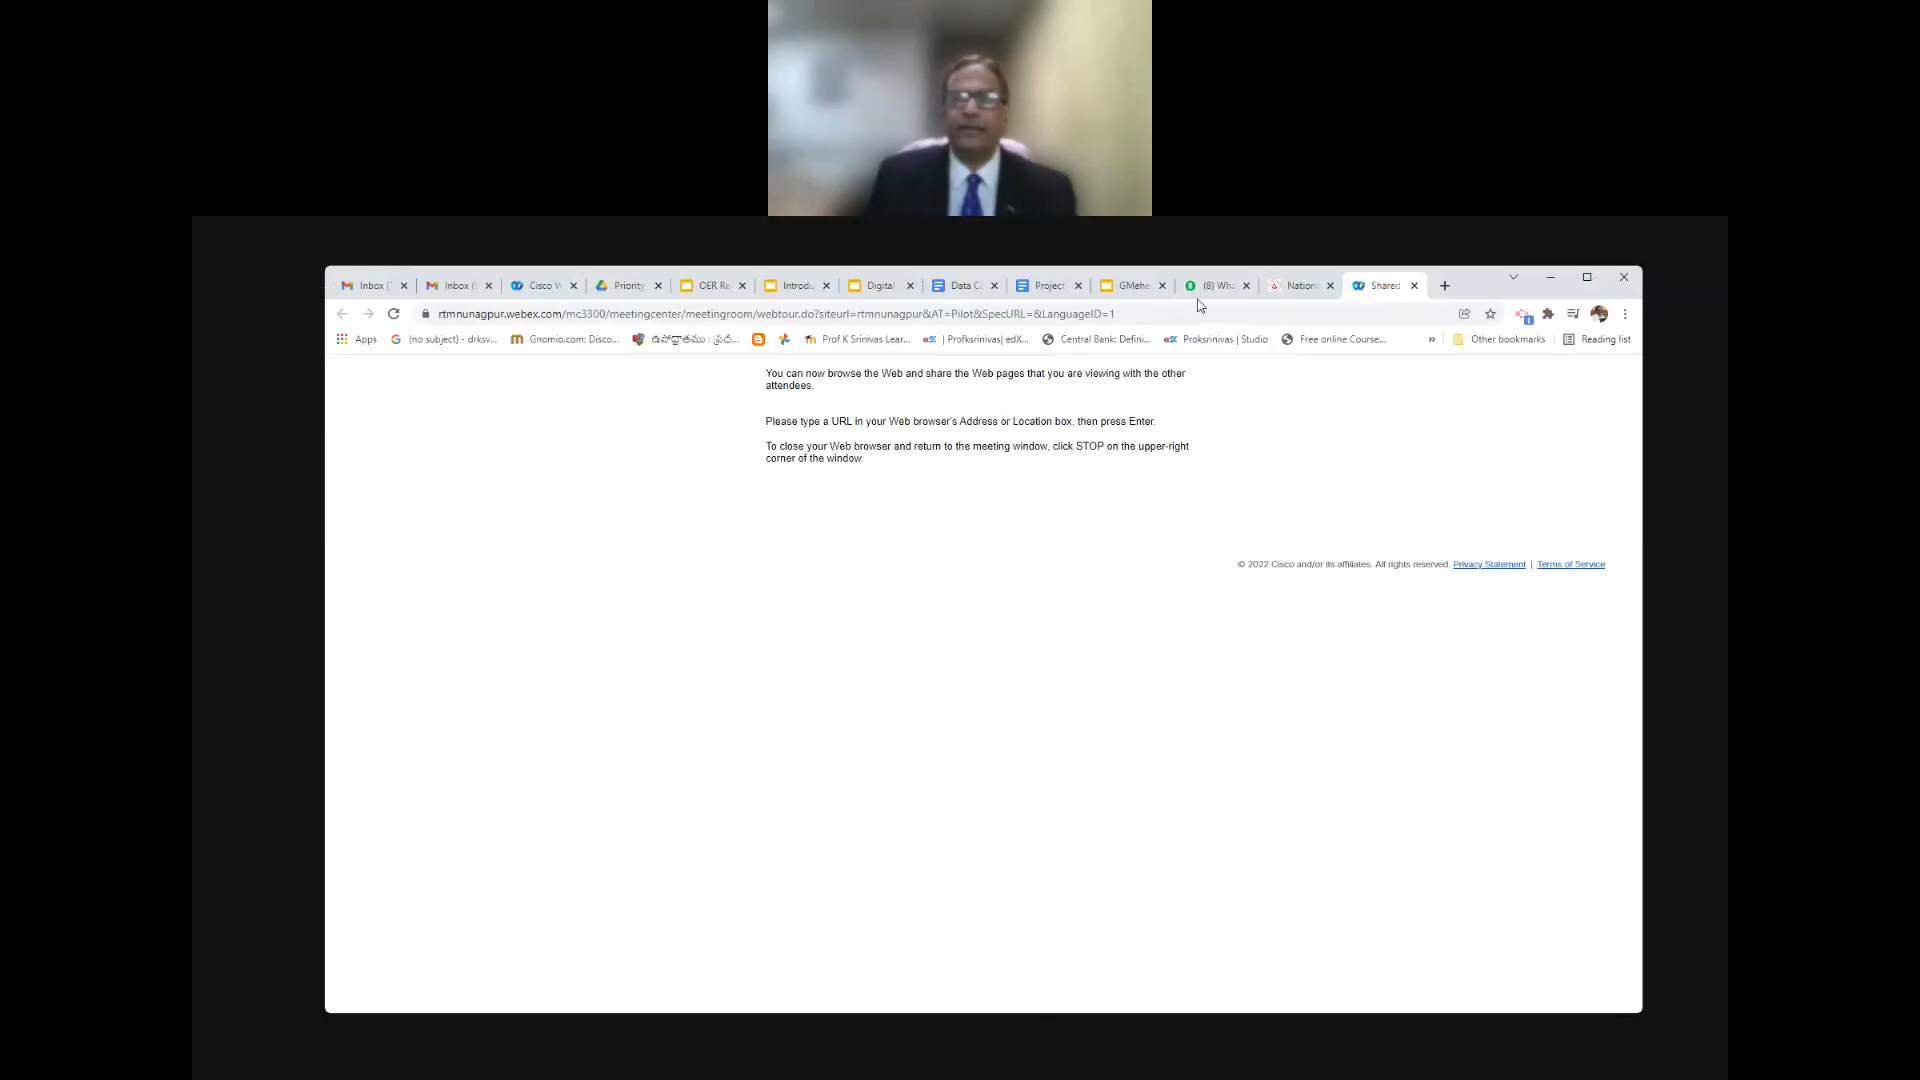 Inbox ( Inbox ( Cisco W Priority OER Re Introdu Digital Data C Project GMehe (8) Wha Nation Shared
rtmnunagpur.webex.com/mc3300/meetingcenter/meetingroom/webtour.do?siteurl=rtmnunagpur&AT=Pilot&SpecURL=&LanguageID=1
Apps (no subject) - drksv... Gnomio.com: Disco... ఉపోద్ఘాతము : ప్రధ... Prof K Srinivas Lear... | Profksrinivas| edX... Central Bank: Defini... Proksrinivas | Studio Free online Course... » Other bookmarks Reading list
You can now browse the Web and share the Web pages that you are viewing with the other
attendees.
Please type a URL in your Web browser's Address or Location box, then press Enter.
To close your Web browser and return to the meeting window, click STOP on the upper-right
corner of the window.
© 2022 Cisco and/or its affiliates. All rights reserved. Privacy Statement | Terms of Service